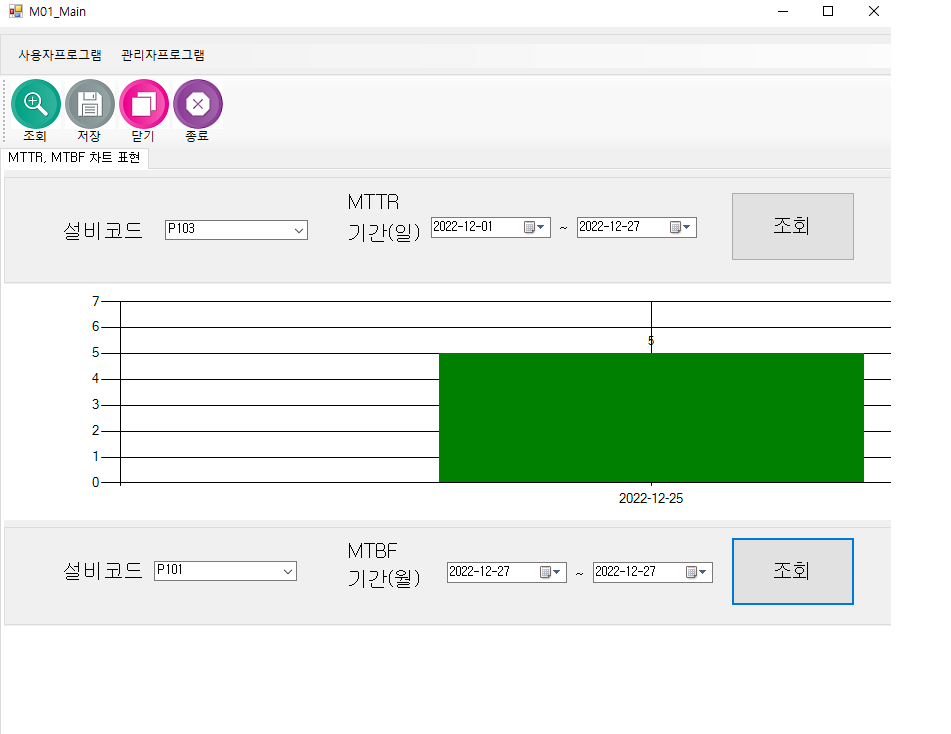 M01_Main
사용자프로그램 관리자프로그램
조회 저장 닫기 종료
MTTR, MTBF 차트 표현
MTTR
설비코드 P103 기간(일) 2022-12-01 ~ 2022-12-27 조회
7
6
5
5
4
3
2
1
0
2022-12-25
MTBF
설비코드 P101 기간(월) 2022-12-27 ~ 2022-12-27 조회